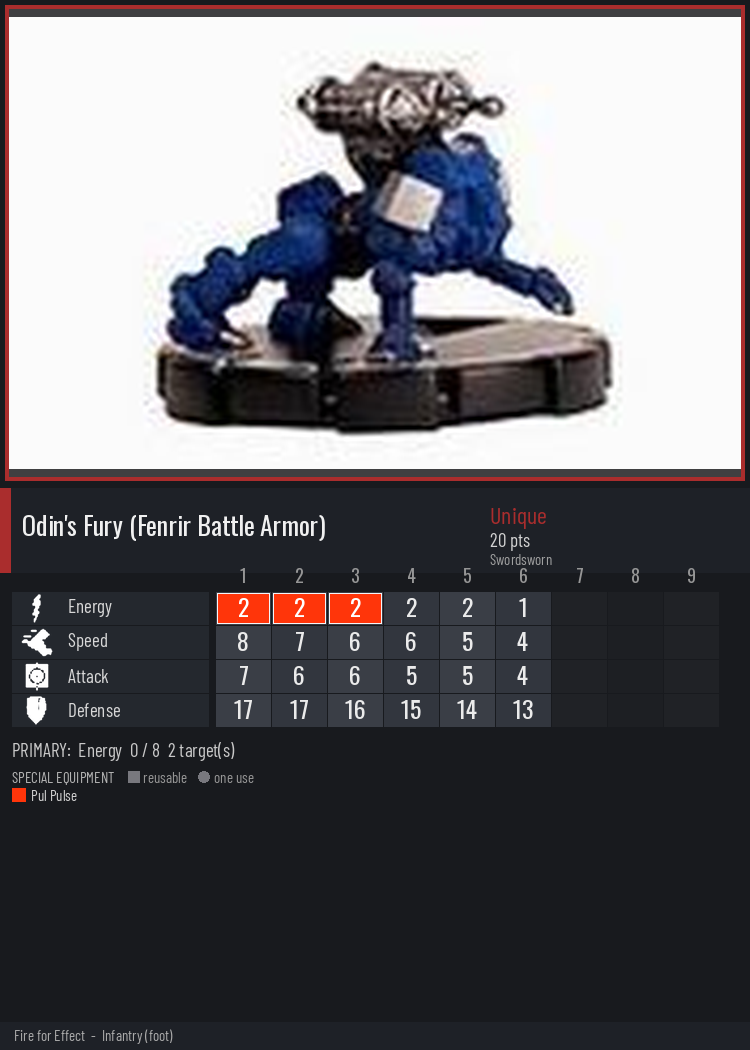 Odin's Fury (Fenrir Battle Armor)
Unique
20 pts
Swordsworn
1 2 3 4 5 6 7 8 9
Energy 2 2 2 2 2 1
Speed 8 7 6 6 5 4
Attack 7 6 6 5 5 4
Defense 17 17 16 15 14 13
PRIMARY: Energy 0 / 8 2 target(s)
SPECIAL EQUIPMENT reusable one use
Pul Pulse
Fire for Effect - Infantry (foot)